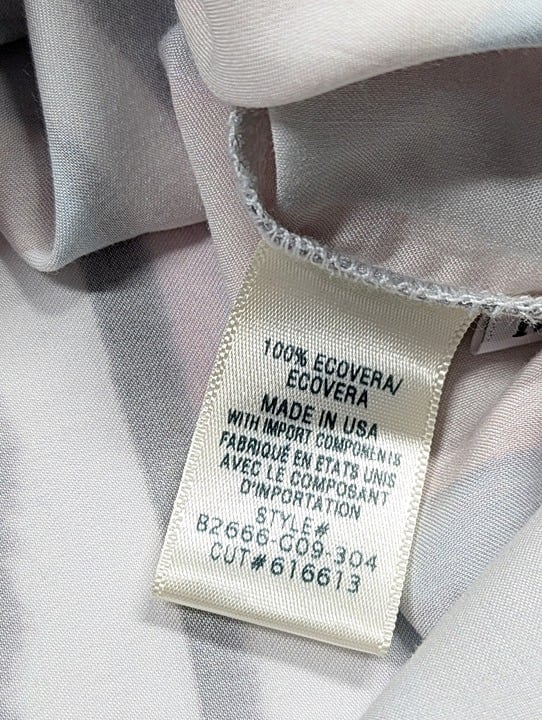 100% ECOVERA/
ECOVERA
MADE IN USA
WITH IMPORT COMPONENTS
FABRIQUÉ EN ETATS UNIS
AVEC LE COMPOSANT
D'IMPORTATION
STYLE#
B2666-G09-304
CUT#616613